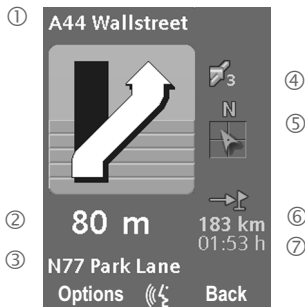 ①
A44 Wallstreet
3
④
N
⑤
②
80 m
183 km
⑥
01:53 h
⑦
③
N77 Park Lane
Options
Back